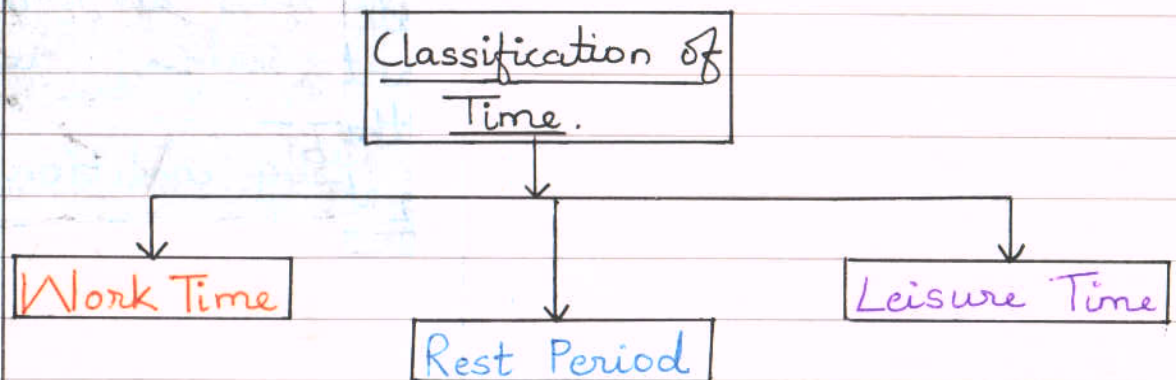 Classification of
Time.
Work Time
Rest Period
Leisure Time